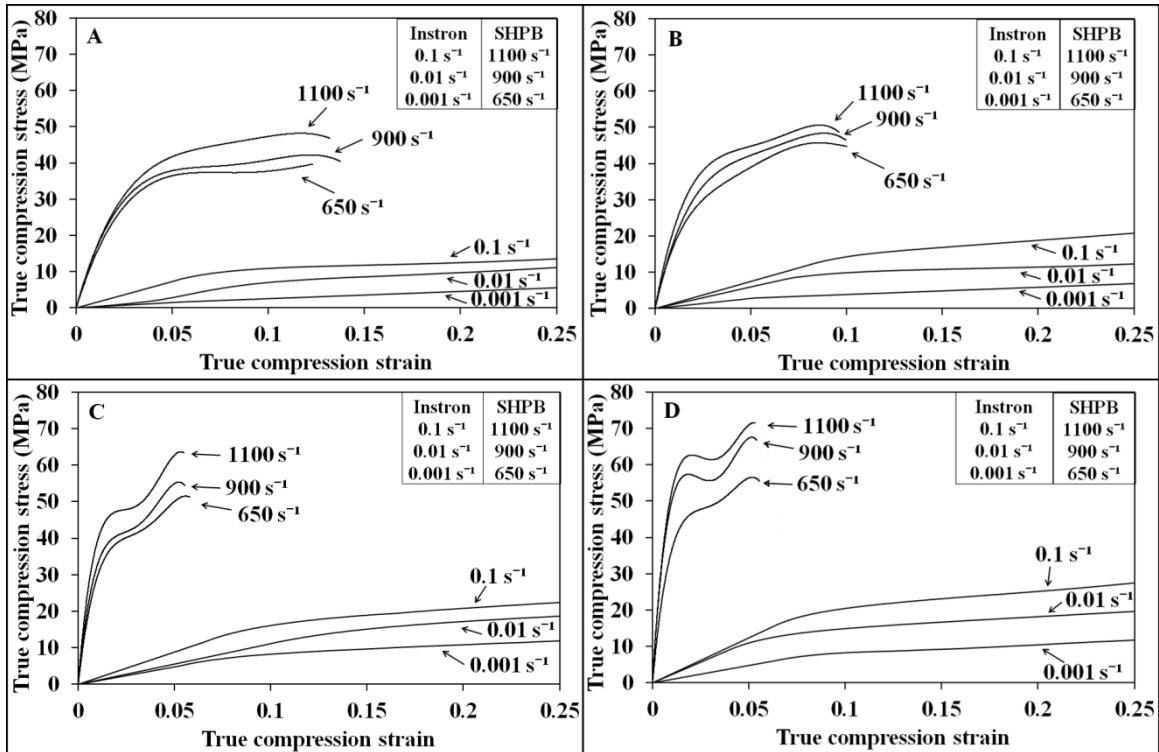 A
Instron SHPB
0.1 s⁻¹ 1100 s⁻¹
0.01 s⁻¹ 900 s⁻¹
0.001 s⁻¹ 650 s⁻¹
True compression stress (MPa)
80
70
60
50
40
30
20
10
0
1100 s⁻¹
900 s⁻¹
650 s⁻¹
0.1 s⁻¹
0.01 s⁻¹
0.001 s⁻¹
0 0.05 0.1 0.15 0.2 0.25
True compression strain
B
Instron SHPB
0.1 s⁻¹ 1100 s⁻¹
0.01 s⁻¹ 900 s⁻¹
0.001 s⁻¹ 650 s⁻¹
True compression stress (MPa)
80
70
60
50
40
30
20
10
0
1100 s⁻¹
900 s⁻¹
650 s⁻¹
0.1 s⁻¹
0.01 s⁻¹
0.001 s⁻¹
0 0.05 0.1 0.15 0.2 0.25
True compression strain
C
Instron SHPB
0.1 s⁻¹ 1100 s⁻¹
0.01 s⁻¹ 900 s⁻¹
0.001 s⁻¹ 650 s⁻¹
True compression stress (MPa)
80
70
60
50
40
30
20
10
0
1100 s⁻¹
900 s⁻¹
650 s⁻¹
0.1 s⁻¹
0.01 s⁻¹
0.001 s⁻¹
0 0.05 0.1 0.15 0.2 0.25
True compression strain
D
Instron SHPB
0.1 s⁻¹ 1100 s⁻¹
0.01 s⁻¹ 900 s⁻¹
0.001 s⁻¹ 650 s⁻¹
True compression stress (MPa)
80
70
60
50
40
30
20
10
0
1100 s⁻¹
900 s⁻¹
650 s⁻¹
0.1 s⁻¹
0.01 s⁻¹
0.001 s⁻¹
0 0.05 0.1 0.15 0.2 0.25
True compression strain